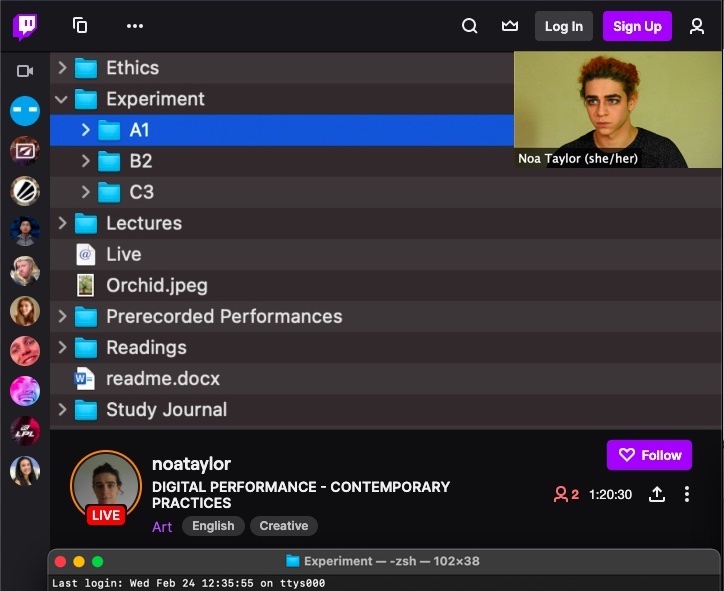 Log In
Sign Up
Ethics
Experiment
A1
B2
C3
Noa Taylor (she/her)
Lectures
@ Live
Orchid.jpeg
Prerecorded Performances
Readings
W readme.docx
Study Journal
noataylor
Follow
DIGITAL PERFORMANCE - CONTEMPORARY
PRACTICES
2 1:20:30
LIVE
Art English Creative
Experiment — -zsh — 102×38
Last login: Wed Feb 24 12:35:55 on ttys000